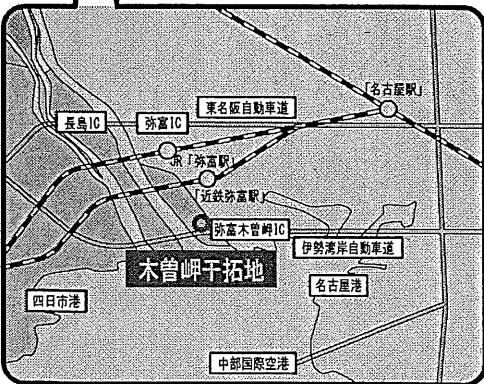 「名古屋駅」
東名阪自動車道
長島IC
弥富IC
JR「弥富駅」
「近鉄弥富駅」
弥富木曽岬IC
伊勢湾岸自動車道
木曽岬干拓地
名古屋港
四日市港
中部国際空港